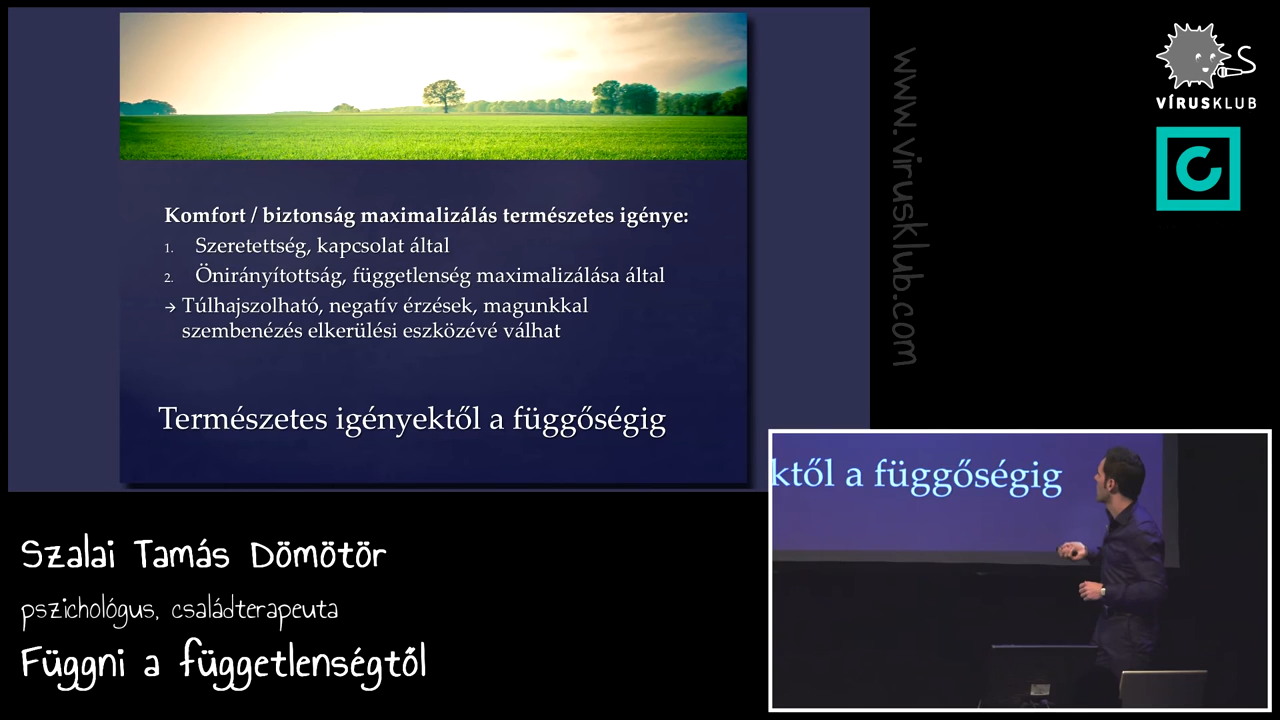 Komfort / biztonság maximalizálás természetes igénye:
1. Szeretettség, kapcsolat által
2. Önirányítottság, függetlenség maximalizálása által
→ Túlhajszolható, negatív érzések, magunkkal
szembenézés elkerülési eszközévé válhat
Természetes igényektől a függőségig
www.virusklub.com
VÍRUSKLUB
ktől a függőségig
Szalai Tamás Dömötör
pszichológus, családterapeuta
Függni a függetlenségtől